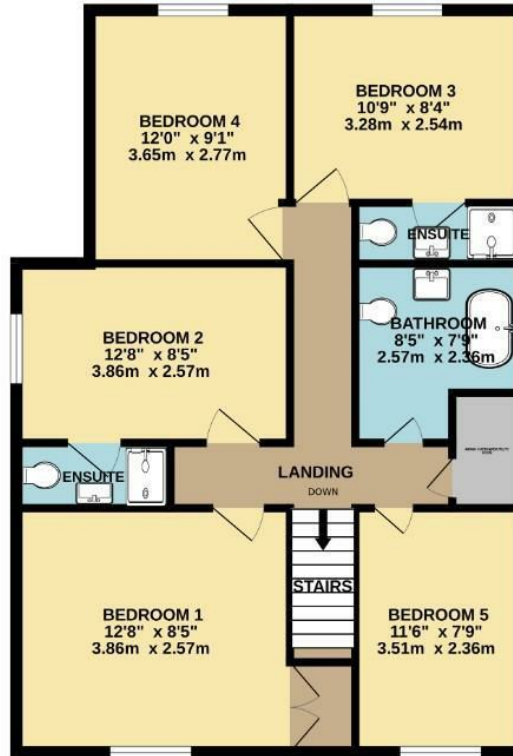 BEDROOM 4
12'0" x 9'1"
3.65m x 2.77m
BEDROOM 3
10'9" x 8'4"
3.28m x 2.54m
ENSUITE
BEDROOM 2
12'8" x 8'5"
3.86m x 2.57m
BATHROOM
8'5" x 7'9"
2.57m x 2.36m
ENSUITE
LANDING
DOWN
STAIRS
BEDROOM 1
12'8" x 8'5"
3.86m x 2.57m
BEDROOM 5
11'6" x 7'9"
3.51m x 2.36m